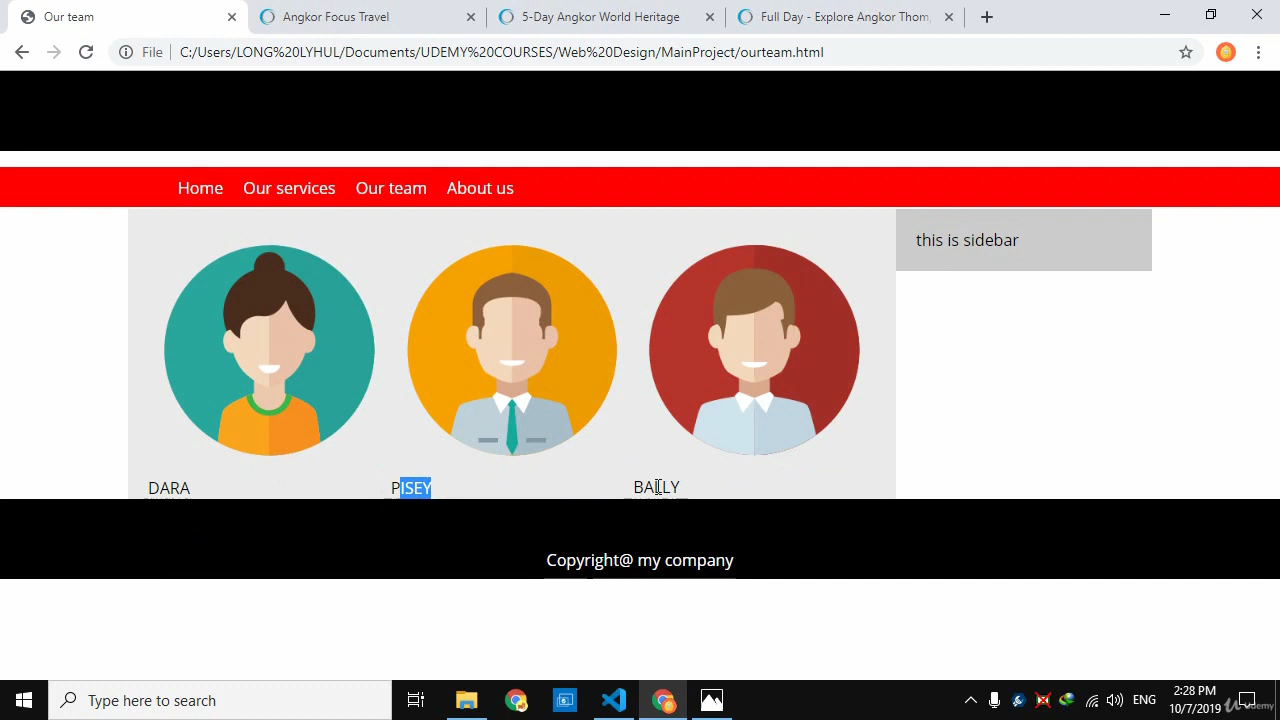 Our team
Angkor Focus Travel
5-Day Angkor World Heritage
Full Day - Explore Angkor Thom,
File
C:/Users/LONG%20LYHUL/Documents/UDEMY%20COURSES/Web%20Design/MainProject/ourteam.html
Home Our services Our team About us
this is sidebar
DARA PISEY BALLY
Copyright@ my company
Type here to search
ENG
2:28 PM
10/7/2019
Udemy